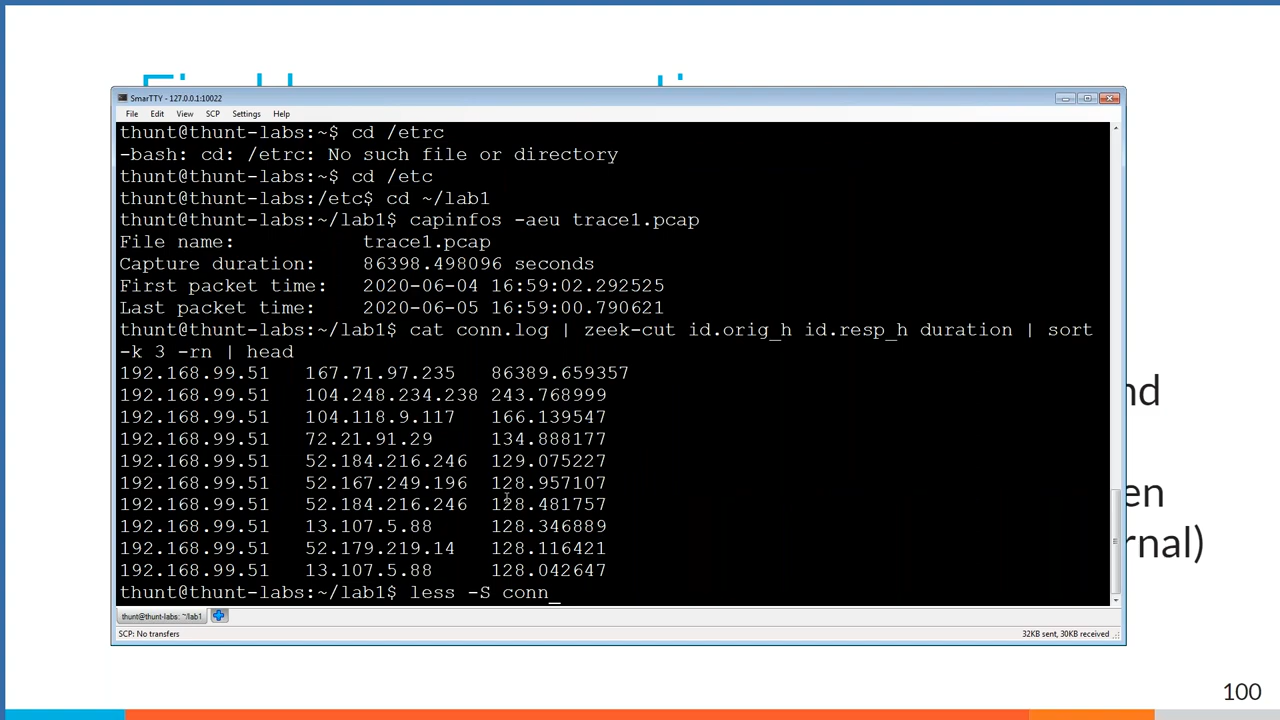 SmarTTY - 127.0.0.1:10022
File Edit View SCP Settings Help
thunt@thunt-labs:~$ cd /etrc
-bash: cd: /etrc: No such file or directory
thunt@thunt-labs:~$ cd /etc
thunt@thunt-labs:/etc$ cd ~/lab1
thunt@thunt-labs:~/lab1$ capinfos -aeu trace1.pcap
File name: trace1.pcap
Capture duration: 86398.498096 seconds
First packet time: 2020-06-04 16:59:02.292525
Last packet time: 2020-06-05 16:59:00.790621
thunt@thunt-labs:~/lab1$ cat conn.log | zeek-cut id.orig_h id.resp_h duration | sort
-k 3 -rn | head
192.168.99.51 167.71.97.235 86389.659357
192.168.99.51 104.248.234.238 243.768999
192.168.99.51 104.118.9.117 166.139547
192.168.99.51 72.21.91.29 134.888177
192.168.99.51 52.184.216.246 129.075227
192.168.99.51 52.167.249.196 128.957107
192.168.99.51 52.184.216.246 128.481757
192.168.99.51 13.107.5.88 128.346889
192.168.99.51 52.179.219.14 128.116421
192.168.99.51 13.107.5.88 128.042647
thunt@thunt-labs:~/lab1$ less -S conn_
thunt@thunt-labs: ~/lab1
SCP: No transfers 32KB sent, 30KB received
nd
en
rnal)
100